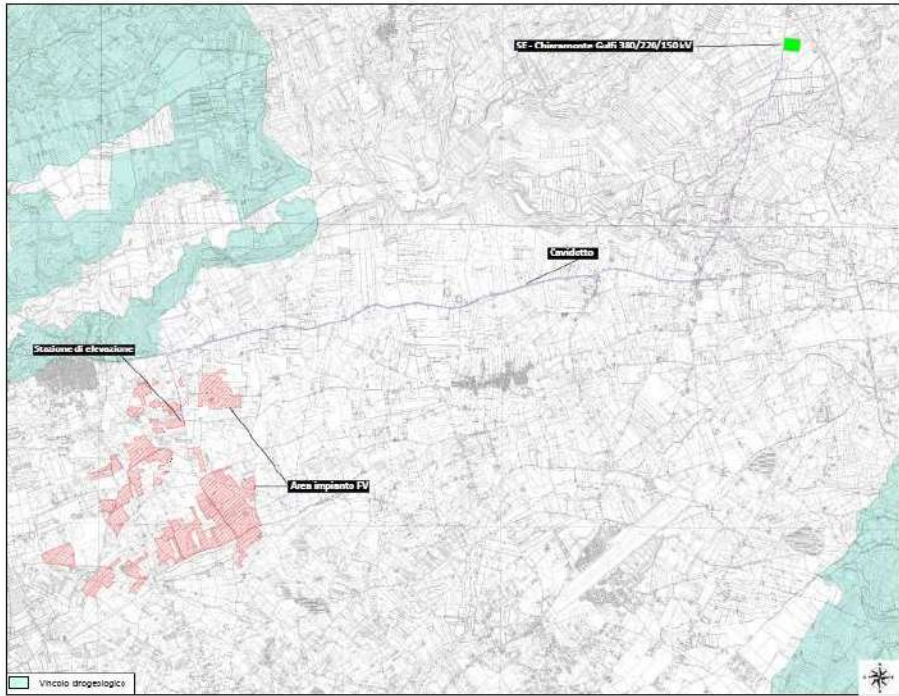 SE - Chiaramonte Gulfi 380/220/150 kV
Cavidotto
Stazione di elevazione
Area impianto FV
Vincolo idrogeologico